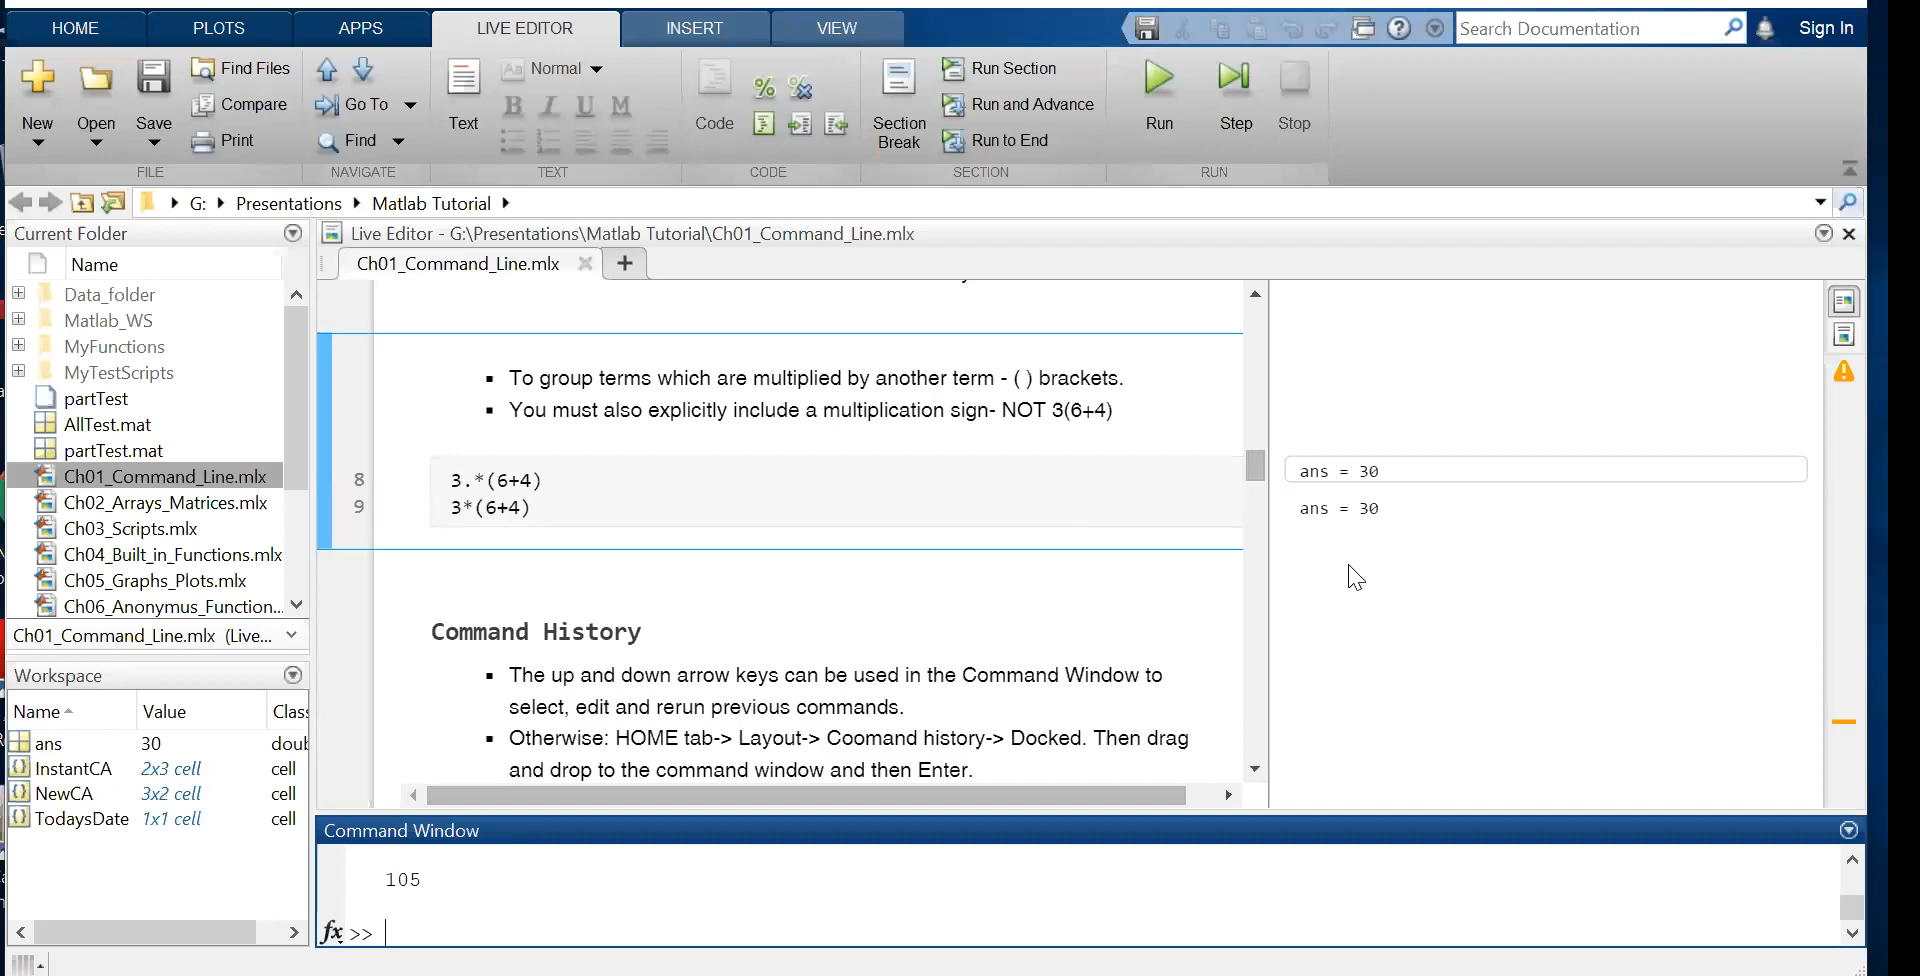 HOME PLOTS APPS LIVE EDITOR INSERT VIEW Search Documentation Sign In
Find Files Normal Run Section
Compare Go To Run and Advance
New Open Save Text Code Section Run Step Stop
Print Find Break Run to End
FILE NAVIGATE TEXT CODE SECTION RUN
G: Presentations Matlab Tutorial
Current Folder
Name
Data_folder
Matlab_WS
MyFunctions
MyTestScripts
partTest
AllTest.mat
partTest.mat
Ch01_Command_Line.mlx
Ch02_Arrays_Matrices.mlx
Ch03_Scripts.mlx
Ch04_Built_in_Functions.mlx
Ch05_Graphs_Plots.mlx
Ch06_Anonymus_Function...
Ch01_Command_Line.mlx (Live...
Workspace
Name Value Clas
ans 30 doub
InstantCA 2x3 cell cell
NewCA 3x2 cell cell
TodaysDate 1x1 cell cell
Live Editor - G:\Presentations\Matlab Tutorial\Ch01_Command_Line.mlx
Ch01_Command_Line.mlx
▪ To group terms which are multiplied by another term - ( ) brackets.
▪ You must also explicitly include a multiplication sign- NOT 3(6+4)
8 3.*(6+4)
9 3*(6+4)
ans = 30
ans = 30
Command History
▪ The up and down arrow keys can be used in the Command Window to
select, edit and rerun previous commands.
▪ Otherwise: HOME tab-> Layout-> Coomand history-> Docked. Then drag
and drop to the command window and then Enter.
Command Window
105
fx >>